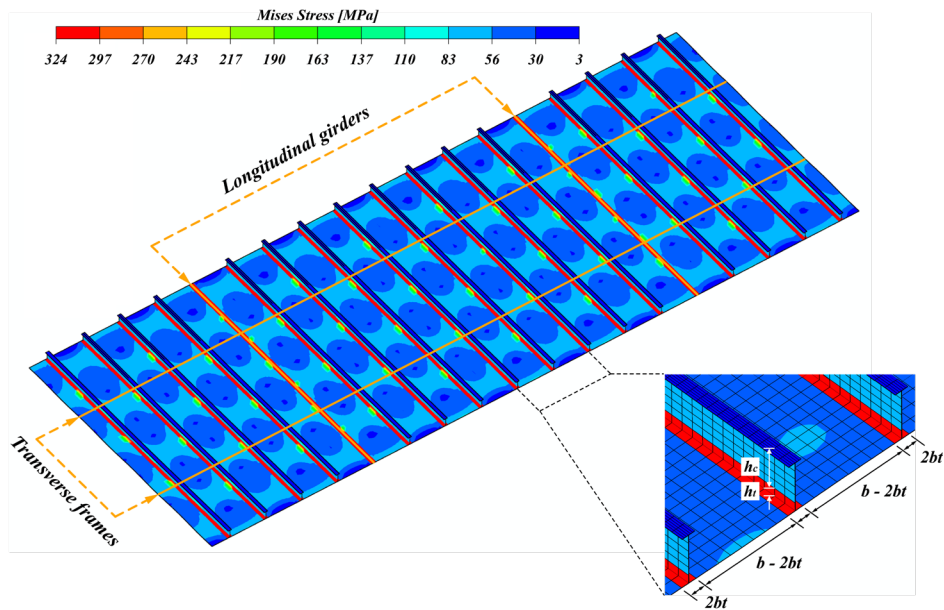 Mises Stress [MPa]
324 297 270 243 217 190 163 137 110 83 56 30 3
Longitudinal girders
Transverse frames
hc
ht
2bt
b - 2bt
b - 2bt
2bt